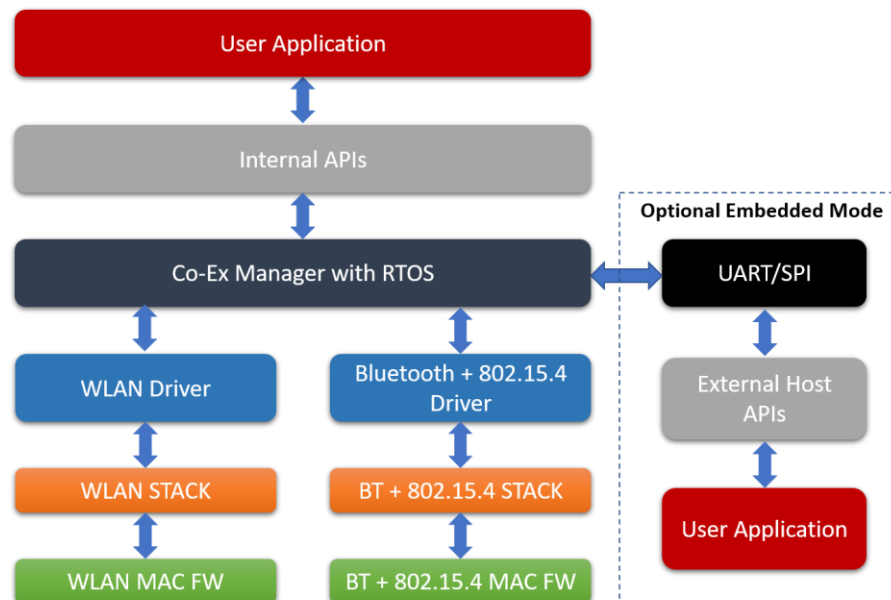 User Application
Internal APIs
Optional Embedded Mode
Co-Ex Manager with RTOS
UART/SPI
WLAN Driver
Bluetooth + 802.15.4
Driver
External Host
APIs
WLAN STACK
BT + 802.15.4 STACK
User Application
WLAN MAC FW
BT + 802.15.4 MAC FW